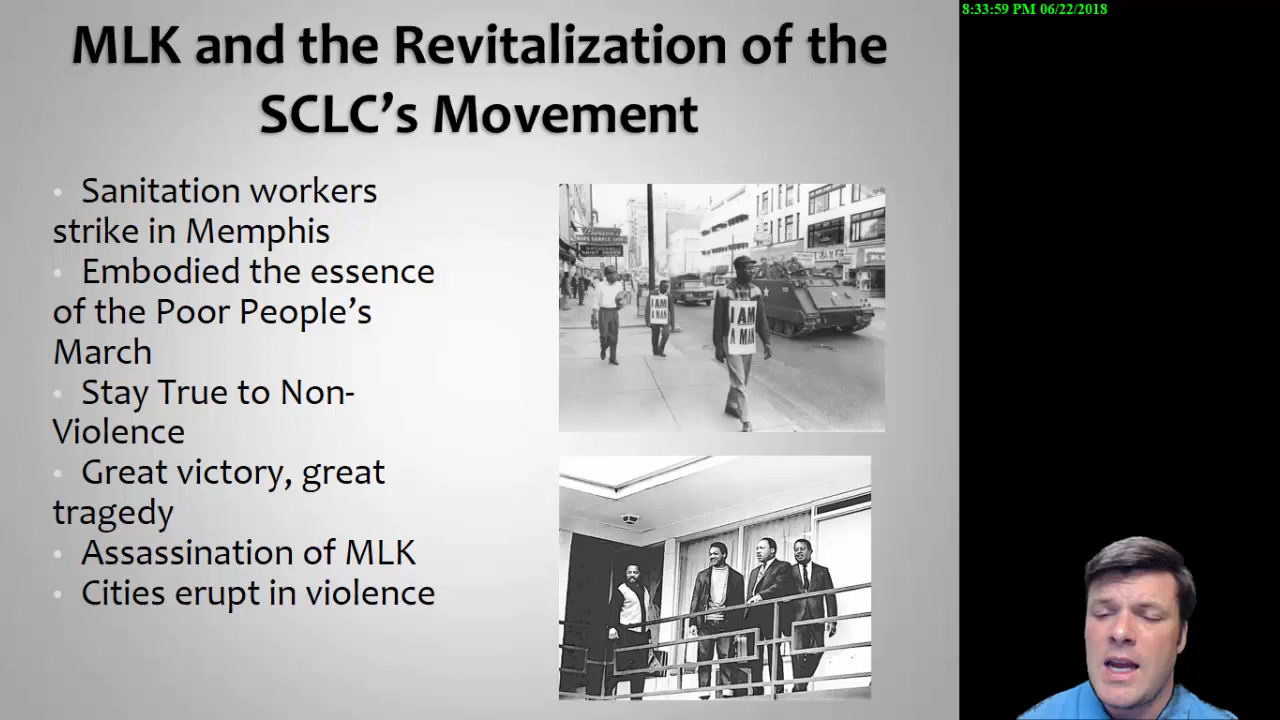 8:33:59 PM 06/22/2018
MLK and the Revitalization of the
SCLC’s Movement
• Sanitation workers
strike in Memphis
• Embodied the essence
of the Poor People’s
March
• Stay True to Non-
Violence
• Great victory, great
tragedy
• Assassination of MLK
• Cities erupt in violence
I AM
A MAN
I AM
A MAN